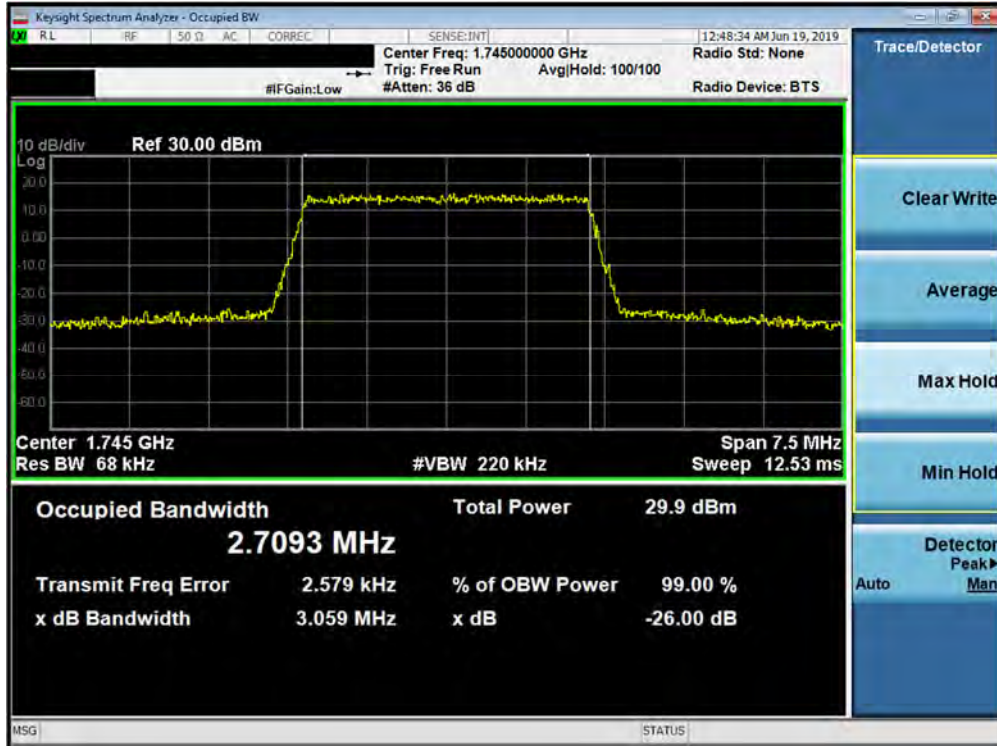 Keysight Spectrum Analyzer - Occupied BW
LXI RL RF 50 Ω AC CORREC SENSE:INT 12:48:34 AM Jun 19, 2019
Center Freq: 1.745000000 GHz Radio Std: None
Trig: Free Run Avg|Hold: 100/100
#IFGain:Low #Atten: 36 dB Radio Device: BTS
10 dB/div Ref 30.00 dBm
Log
20.0
10.0
0.00
-10.0
-20.0
-30.0
-40.0
-50.0
-60.0
Center 1.745 GHz Span 7.5 MHz
Res BW 68 kHz #VBW 220 kHz Sweep 12.53 ms
Occupied Bandwidth Total Power 29.9 dBm
2.7093 MHz
Transmit Freq Error 2.579 kHz % of OBW Power 99.00 %
x dB Bandwidth 3.059 MHz x dB -26.00 dB
MSG STATUS
Trace/Detector
Clear Write
Average
Max Hold
Min Hold
Detector
Peak▶
Auto Man